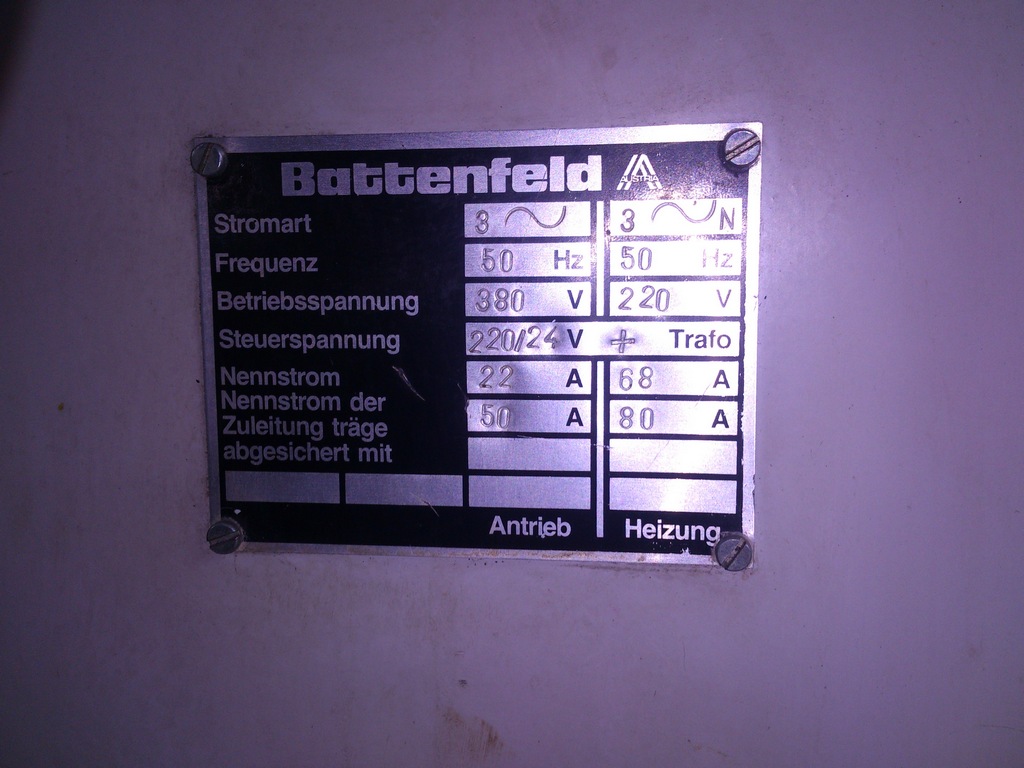 Battenfeld AUSTRIA
Stromart 3 ~ 3 ~ N
Frequenz 50 Hz 50 Hz
Betriebsspannung 380 V 220 V
Steuerspannung 220/24 V + Trafo
Nennstrom 22 A 68 A
Nennstrom der
Zuleitung träge 50 A 80 A
abgesichert mit
Antrieb Heizung